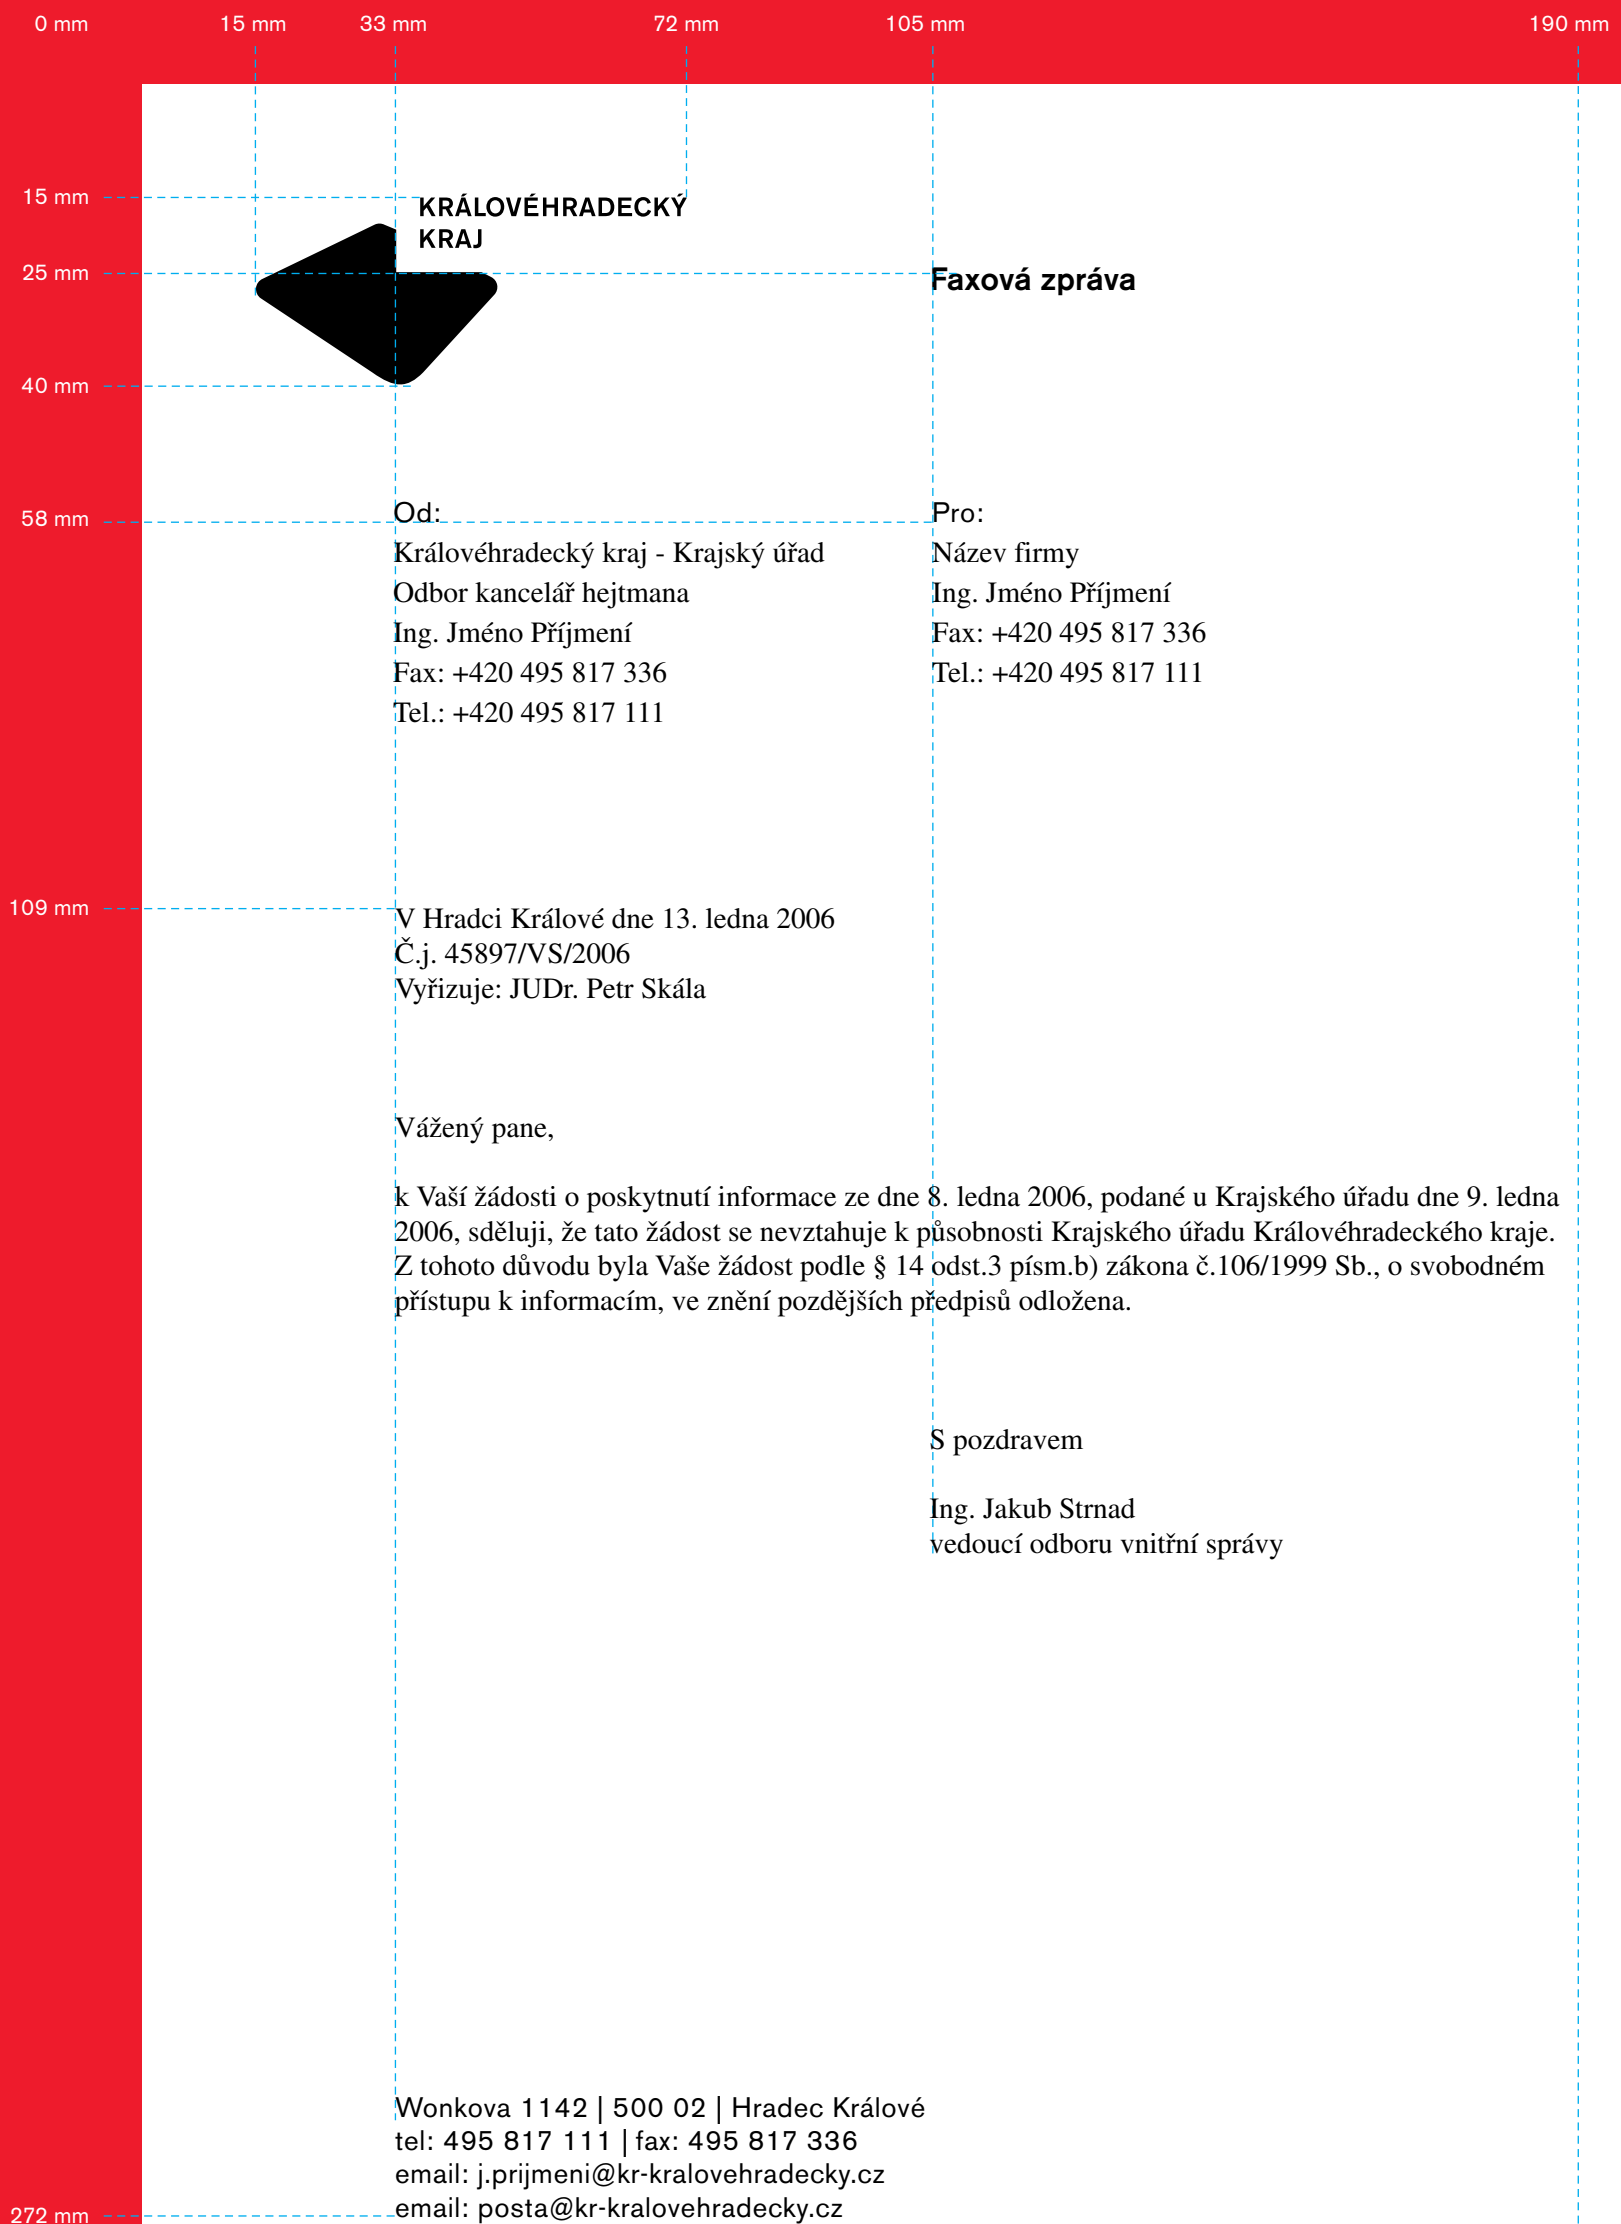 0 mm 15 mm 33 mm 72 mm 105 mm 190 mm
15 mm
KRÁLOVÉHRADECKÝ
KRAJ
25 mm
Faxová zpráva
40 mm
58 mm
Od:
Královéhradecký kraj - Krajský úřad
Odbor kancelář hejtmana
Ing. Jméno Příjmení
Fax: +420 495 817 336
Tel.: +420 495 817 111
Pro:
Název firmy
Ing. Jméno Příjmení
Fax: +420 495 817 336
Tel.: +420 495 817 111
109 mm
V Hradci Králové dne 13. ledna 2006
Č.j. 45897/VS/2006
Vyřizuje: JUDr. Petr Skála
Vážený pane,
k Vaší žádosti o poskytnutí informace ze dne 8. ledna 2006, podané u Krajského úřadu dne 9. ledna
2006, sděluji, že tato žádost se nevztahuje k působnosti Krajského úřadu Královéhradeckého kraje.
Z tohoto důvodu byla Vaše žádost podle § 14 odst.3 písm.b) zákona č.106/1999 Sb., o svobodném
přístupu k informacím, ve znění pozdějších předpisů odložena.
S pozdravem
Ing. Jakub Strnad
vedoucí odboru vnitřní správy
Wonkova 1142 | 500 02 | Hradec Králové
tel: 495 817 111 | fax: 495 817 336
email: j.prijmeni@kr-kralovehradecky.cz
email: posta@kr-kralovehradecky.cz
272 mm